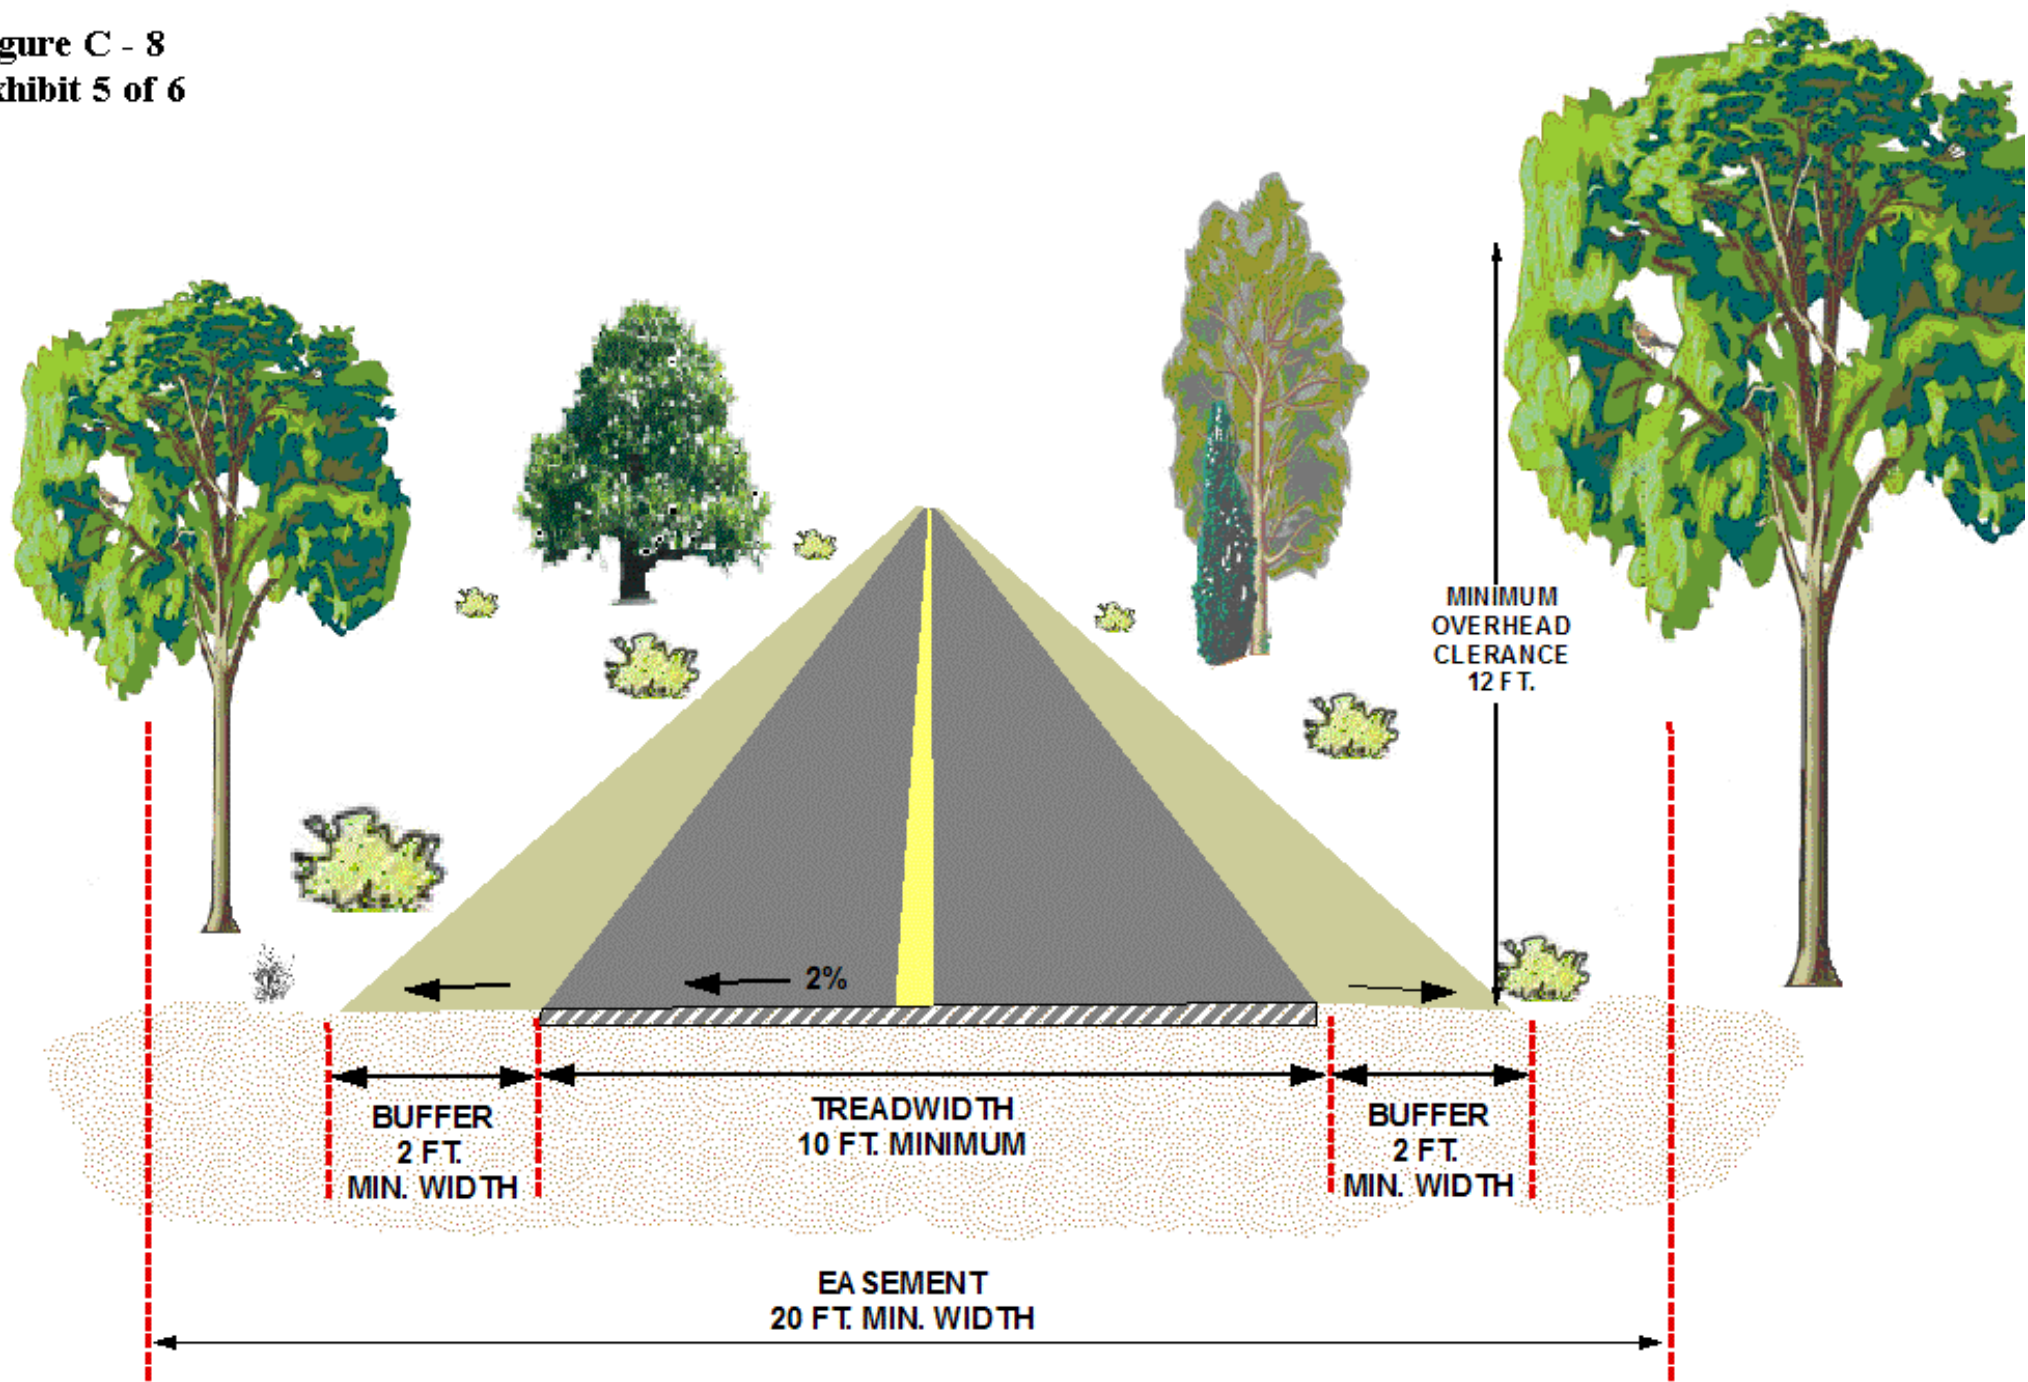 gure C - 8
xhibit 5 of 6
MINIMUM
OVERHEAD
CLERANCE
12 FT.
2%
BUFFER
2 FT.
MIN. WIDTH
TREADWIDTH
10 FT. MINIMUM
BUFFER
2 FT.
MIN. WIDTH
EASEMENT
20 FT. MIN. WIDTH